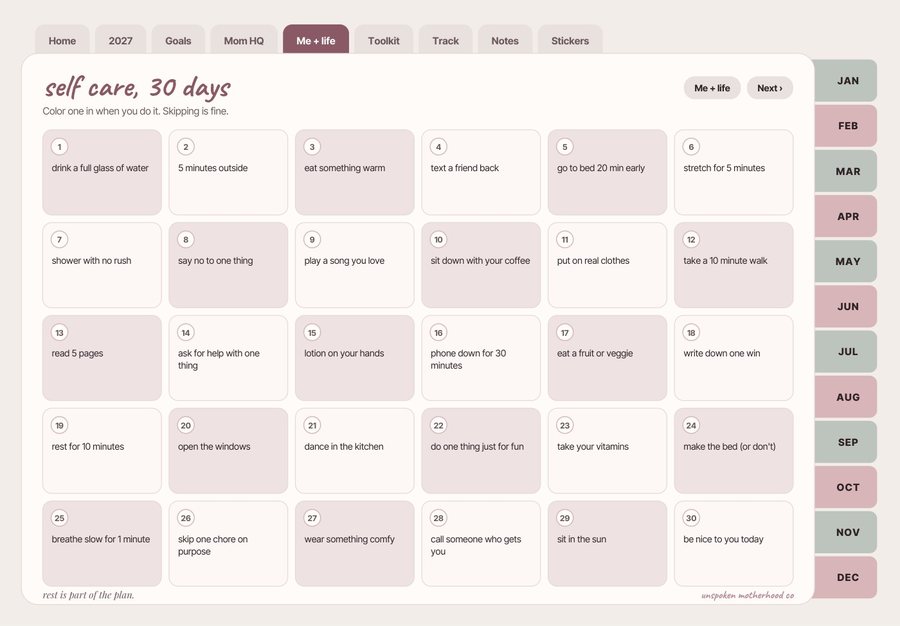 Home
2027
Goals
Mom HQ
Me + life
Toolkit
Track
Notes
Stickers
self care, 30 days
Color one in when you do it. Skipping is fine.
Me + life
Next ›
1
drink a full glass of water
2
5 minutes outside
3
eat something warm
4
text a friend back
5
go to bed 20 min early
6
stretch for 5 minutes
7
shower with no rush
8
say no to one thing
9
play a song you love
10
sit down with your coffee
11
put on real clothes
12
take a 10 minute walk
13
read 5 pages
14
ask for help with one
thing
15
lotion on your hands
16
phone down for 30
minutes
17
eat a fruit or veggie
18
write down one win
19
rest for 10 minutes
20
open the windows
21
dance in the kitchen
22
do one thing just for fun
23
take your vitamins
24
make the bed (or don't)
25
breathe slow for 1 minute
26
skip one chore on
purpose
27
wear something comfy
28
call someone who gets
you
29
sit in the sun
30
be nice to you today
rest is part of the plan.
unspoken motherhood co
JAN
FEB
MAR
APR
MAY
JUN
JUL
AUG
SEP
OCT
NOV
DEC